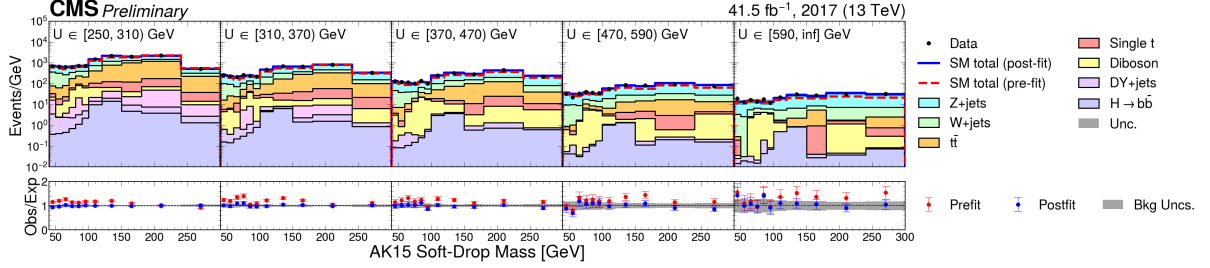 CMS Preliminary
41.5 fb⁻¹, 2017 (13 TeV)
Events/GeV
10⁵
10⁴
10³
10²
10
1
10⁻¹
10⁻²
U ∈ [250, 310) GeV
U ∈ [310, 370) GeV
U ∈ [370, 470) GeV
U ∈ [470, 590) GeV
U ∈ [590, inf] GeV
Data
SM total (post-fit)
SM total (pre-fit)
Z+jets
W+jets
tt̄
Single t
Diboson
DY+jets
H → bb̄
Unc.
Obs/Exp
2
1
0
50 100 150 200 250
50 100 150 200 250
50 100 150 200 250
50 100 150 200 250
50 100 150 200 250 300
AK15 Soft-Drop Mass [GeV]
Prefit
Postfit
Bkg Uncs.